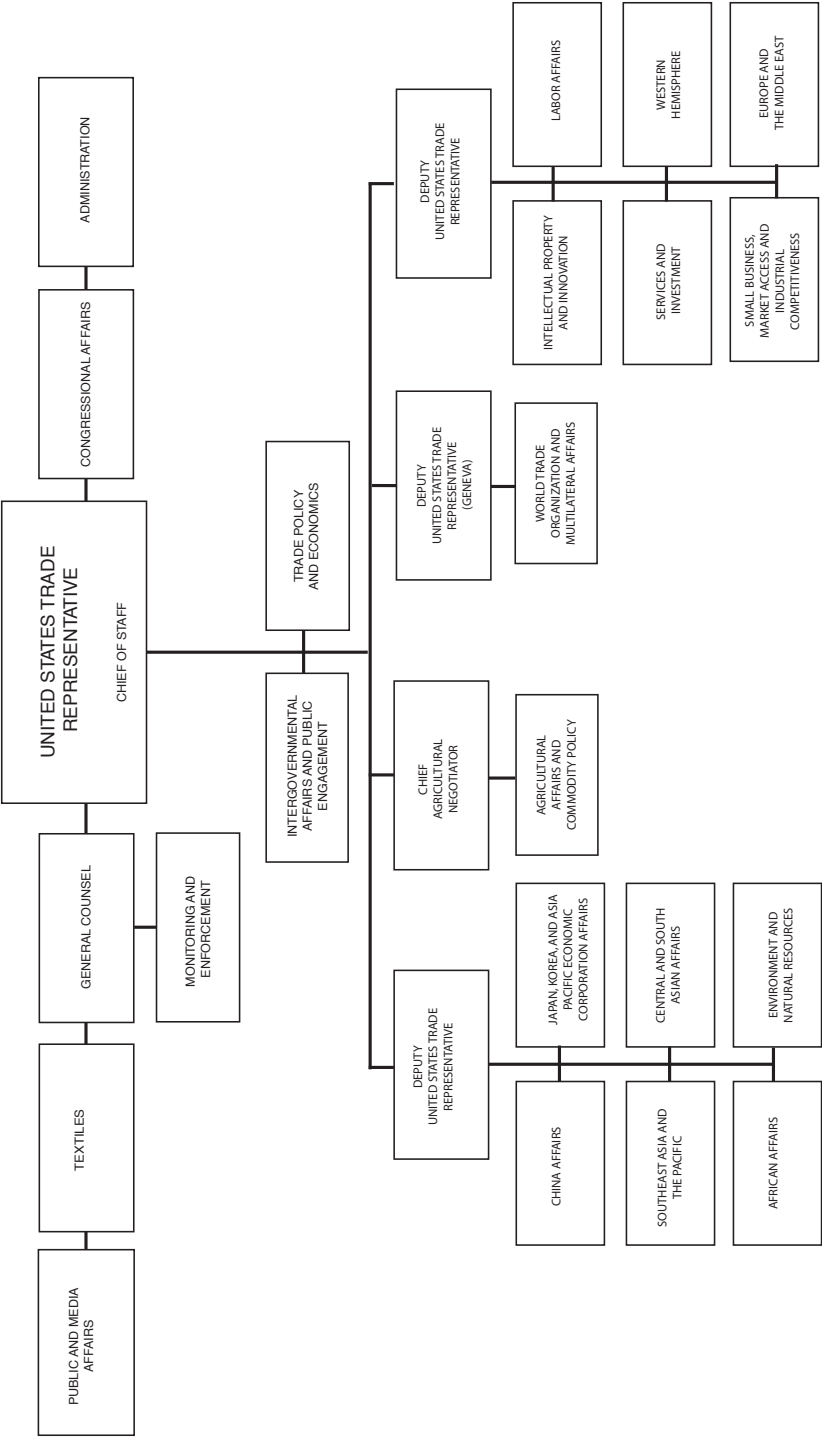 PUBLIC AND MEDIA
AFFAIRS
TEXTILES
GENERAL COUNSEL
UNITED STATES TRADE
REPRESENTATIVE
CHIEF OF STAFF
CONGRESSIONAL AFFAIRS
ADMINISTRATION
MONITORING AND
ENFORCEMENT
INTERGOVERNMENTAL
AFFAIRS AND PUBLIC
ENGAGEMENT
TRADE POLICY
AND ECONOMICS
DEPUTY
UNITED STATES TRADE
REPRESENTATIVE
CHIEF
AGRICULTURAL
NEGOTIATOR
DEPUTY
UNITED STATES TRADE
REPRESENTATIVE
(GENEVA)
DEPUTY
UNITED STATES TRADE
REPRESENTATIVE
CHINA AFFAIRS
JAPAN, KOREA, AND ASIA
PACIFIC ECONOMIC
CORPORATION AFFAIRS
AGRICULTURAL
AFFAIRS AND
COMMODITY POLICY
WORLD TRADE
ORGANIZATION AND
MULTILATERAL AFFAIRS
INTELLECTUAL PROPERTY
AND INNOVATION
LABOR AFFAIRS
SOUTHEAST ASIA AND
THE PACIFIC
CENTRAL AND SOUTH
ASIAN AFFAIRS
SERVICES AND
INVESTMENT
WESTERN
HEMISPHERE
AFRICAN AFFAIRS
ENVIRONMENT AND
NATURAL RESOURCES
SMALL BUSINESS,
MARKET ACCESS AND
INDUSTRIAL
COMPETITIVENESS
EUROPE AND
THE MIDDLE EAST